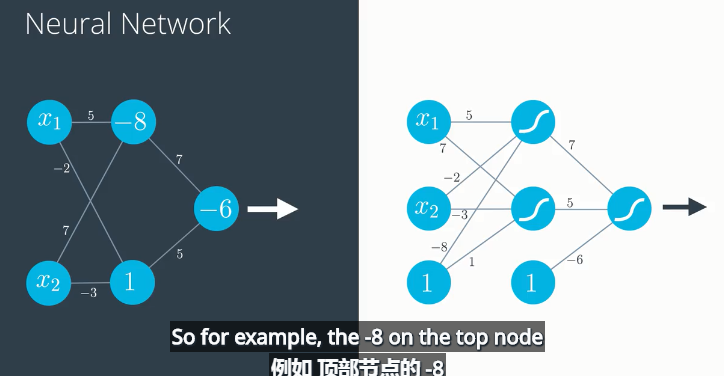 Neural Network
x₁ 5 −8
−2 7
−6
7 5
x₂ −3 1
x₁ 5
7 7
−2
x₂ −3 5
−8
1 1 1 −6
So for example, the -8 on the top node
例如 顶部节点的 -8